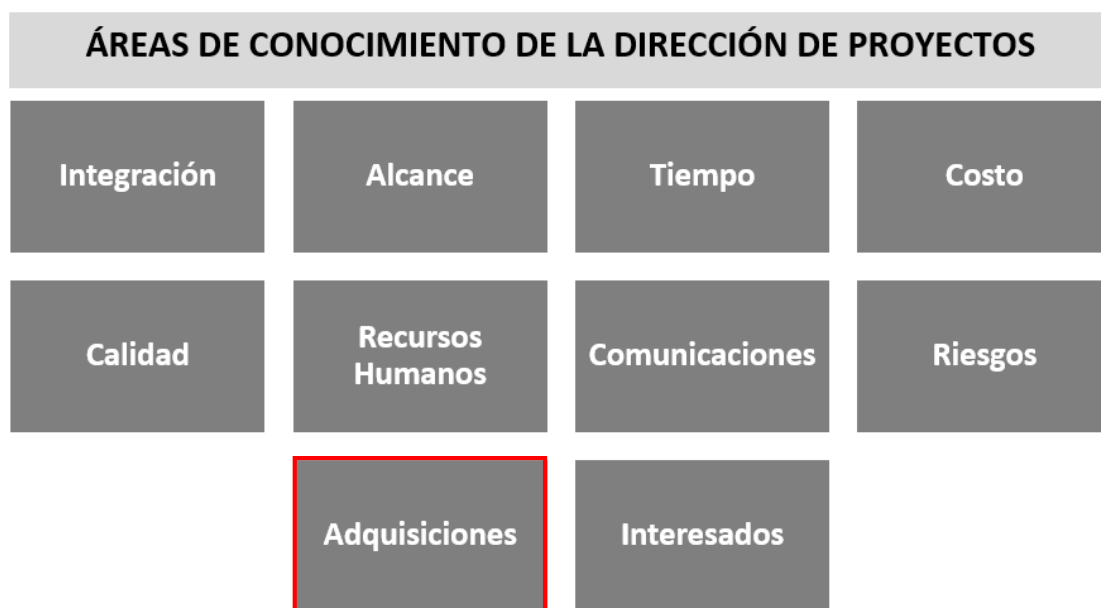 ÁREAS DE CONOCIMIENTO DE LA DIRECCIÓN DE PROYECTOS
Integración
Alcance
Tiempo
Costo
Calidad
Recursos
Humanos
Comunicaciones
Riesgos
Adquisiciones
Interesados